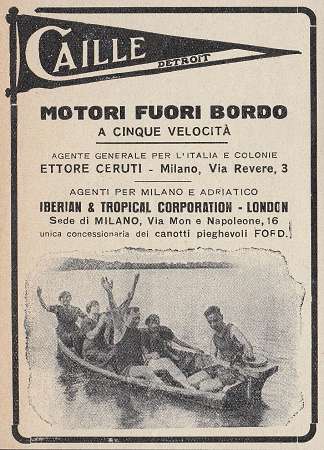 CAILLE
DETROIT
MOTORI FUORI BORDO
A CINQUE VELOCITÀ
AGENTE GENERALE PER L'ITALIA E COLONIE
ETTORE CERUTI - Milano, Via Revere, 3
AGENTI PER MILANO E ADRIATICO
IBERIAN & TROPICAL CORPORATION - LONDON
Sede di MILANO, Via Mon e Napoleone, 16
unica concessionaria dei canotti pieghevoli FORD.